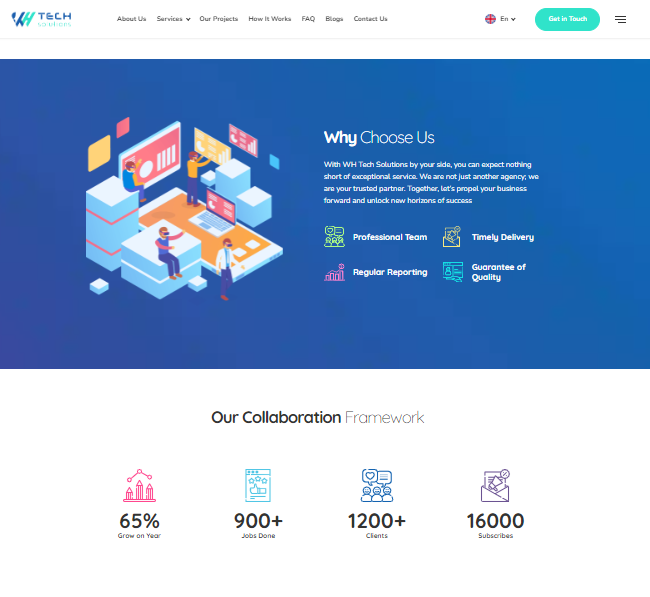 WH TECH
SOLUTIONS
About Us Services Our Projects How It Works FAQ Blogs Contact Us En Get in Touch
Why Choose Us
With WH Tech Solutions by your side, you can expect nothing
short of exceptional service. We are not just another agency; we
are your trusted partner. Together, let's propel your business
forward and unlock new horizons of success
Professional Team Timely Delivery
Regular Reporting Guarantee of
Quality
Our Collaboration Framework
65% 900+ 1200+ 16000
Grow on Year Jobs Done Clients Subscribes